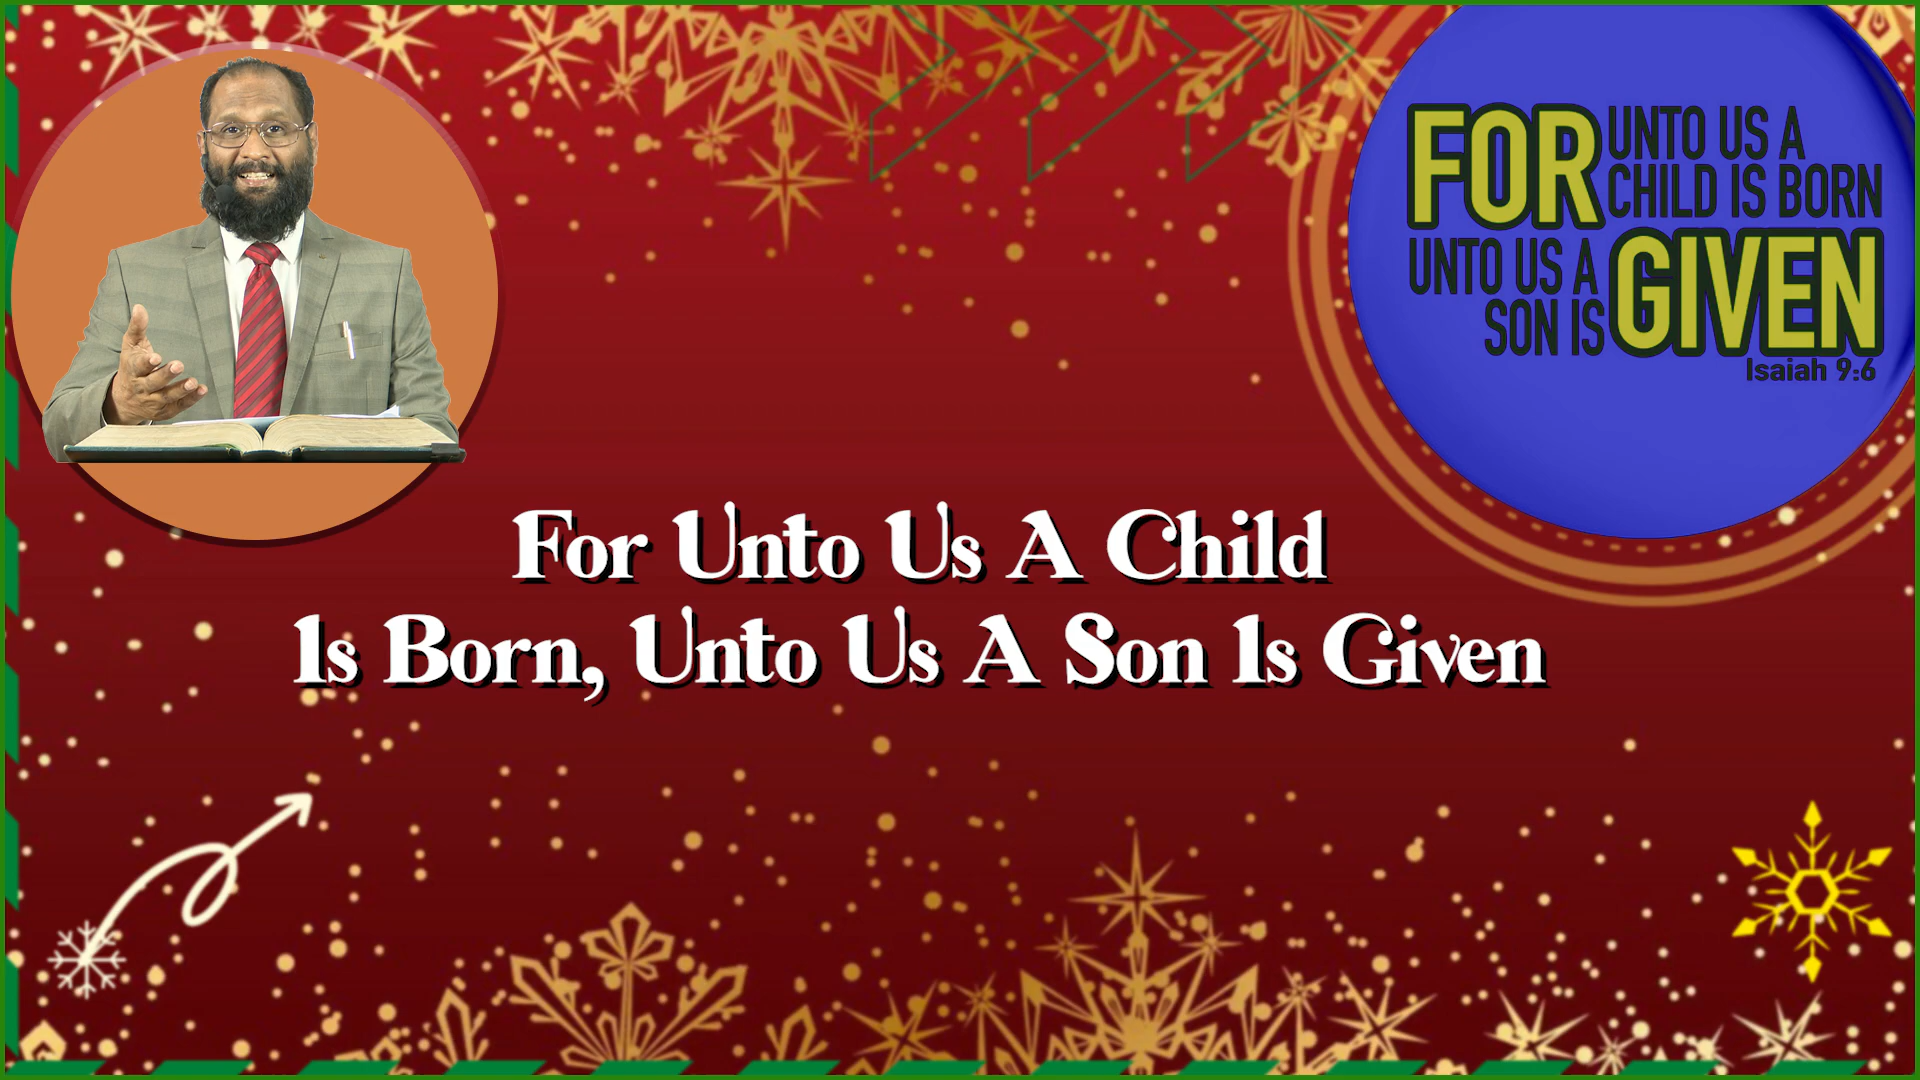 FOR UNTO US A
CHILD IS BORN
UNTO US A GIVEN
SON IS
Isaiah 9:6
For Unto Us A Child
Is Born, Unto Us A Son Is Given